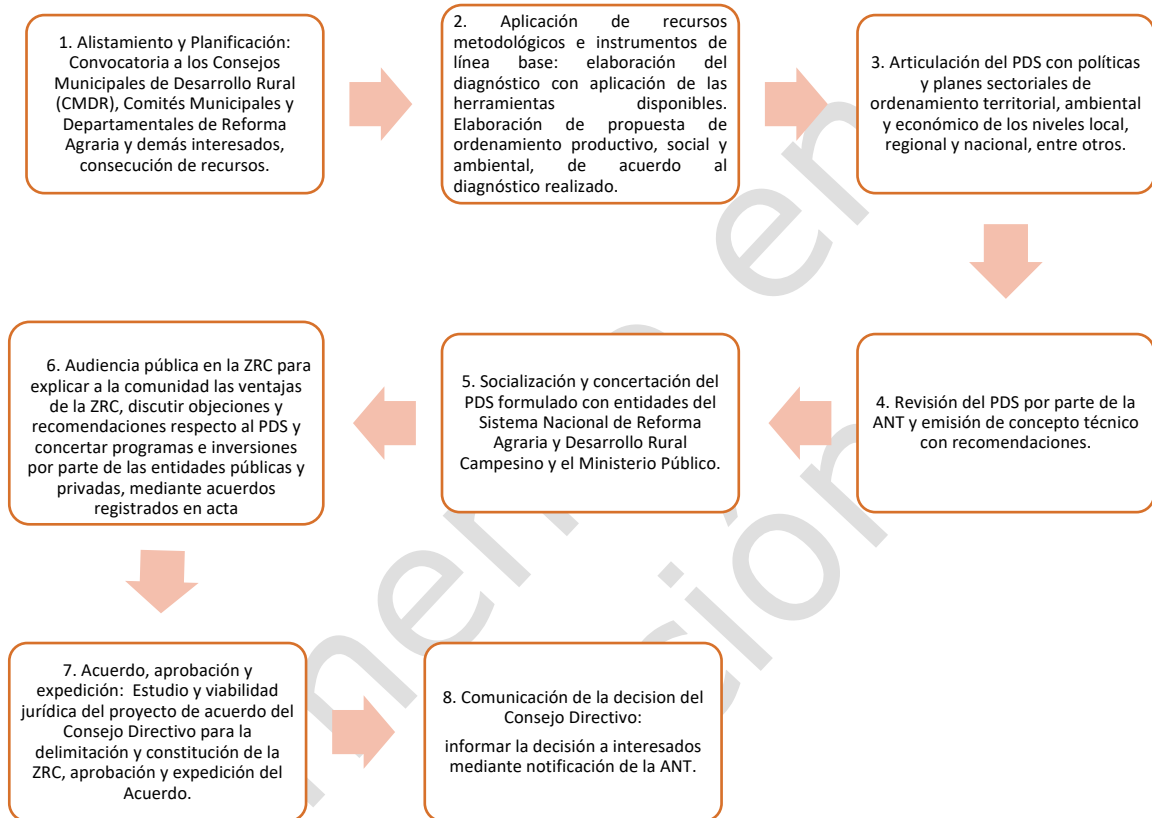 1. Alistamiento y Planificación:
Convocatoria a los Consejos
Municipales de Desarrollo Rural
(CMDR), Comités Municipales y
Departamentales de Reforma
Agraria y demás interesados,
consecución de recursos.
2. Aplicación de recursos
metodológicos e instrumentos de
línea base: elaboración del
diagnóstico con aplicación de las
herramientas disponibles.
Elaboración de propuesta de
ordenamiento productivo, social y
ambiental, de acuerdo al
diagnóstico realizado.
3. Articulación del PDS con políticas
y planes sectoriales de
ordenamiento territorial, ambiental
y económico de los niveles local,
regional y nacional, entre otros.
4. Revisión del PDS por parte de la
ANT y emisión de concepto técnico
con recomendaciones.
5. Socialización y concertación del
PDS formulado con entidades del
Sistema Nacional de Reforma
Agraria y Desarrollo Rural
Campesino y el Ministerio Público.
6. Audiencia pública en la ZRC para
explicar a la comunidad las ventajas
de la ZRC, discutir objeciones y
recomendaciones respecto al PDS y
concertar programas e inversiones
por parte de las entidades públicas y
privadas, mediante acuerdos
registrados en acta
7. Acuerdo, aprobación y
expedición: Estudio y viabilidad
jurídica del proyecto de acuerdo del
Consejo Directivo para la
delimitación y constitución de la
ZRC, aprobación y expedición del
Acuerdo.
8. Comunicación de la decision del
Consejo Directivo:
informar la decisión a interesados
mediante notificación de la ANT.